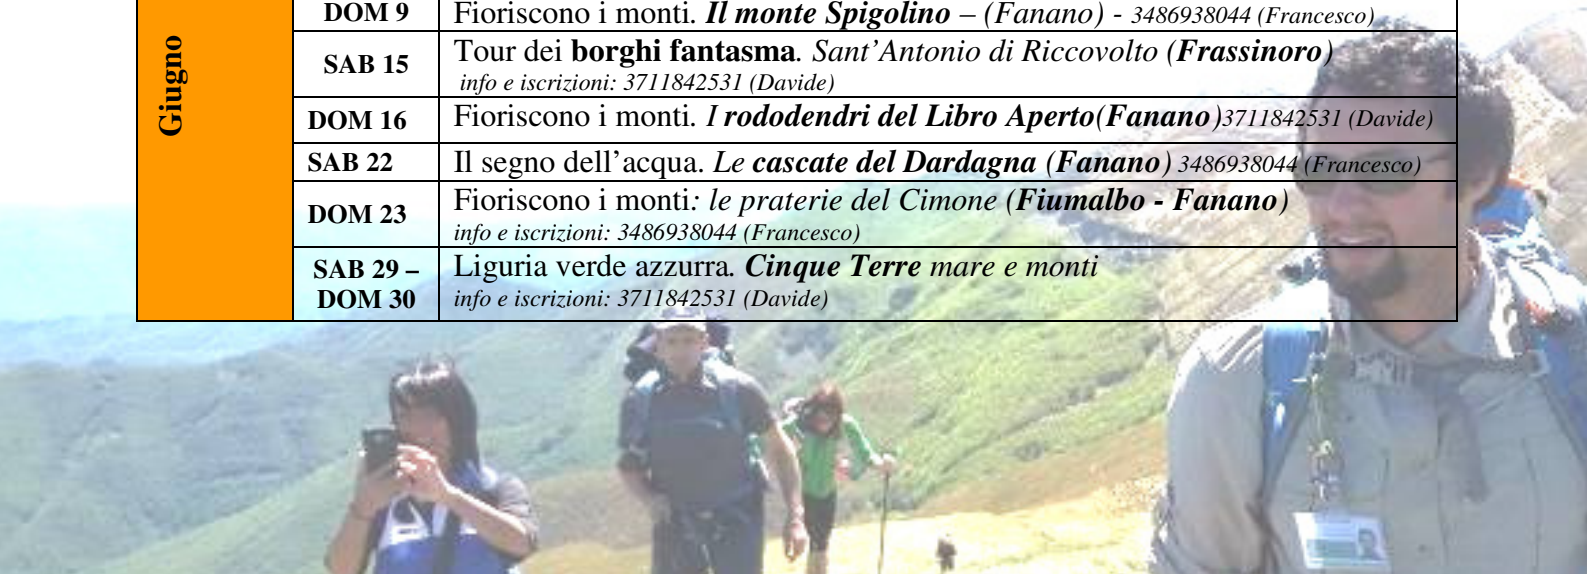 Giugno
DOM 9 Fioriscono i monti. Il monte Spigolino – (Fanano) - 3486938044 (Francesco)
SAB 15 Tour dei borghi fantasma. Sant’Antonio di Riccovolto (Frassinoro)
info e iscrizioni: 3711842531 (Davide)
DOM 16 Fioriscono i monti. I rododendri del Libro Aperto(Fanano)3711842531 (Davide)
SAB 22 Il segno dell’acqua. Le cascate del Dardagna (Fanano) 3486938044 (Francesco)
DOM 23 Fioriscono i monti: le praterie del Cimone (Fiumalbo - Fanano)
info e iscrizioni: 3486938044 (Francesco)
SAB 29 – DOM 30 Liguria verde azzurra. Cinque Terre mare e monti
info e iscrizioni: 3711842531 (Davide)